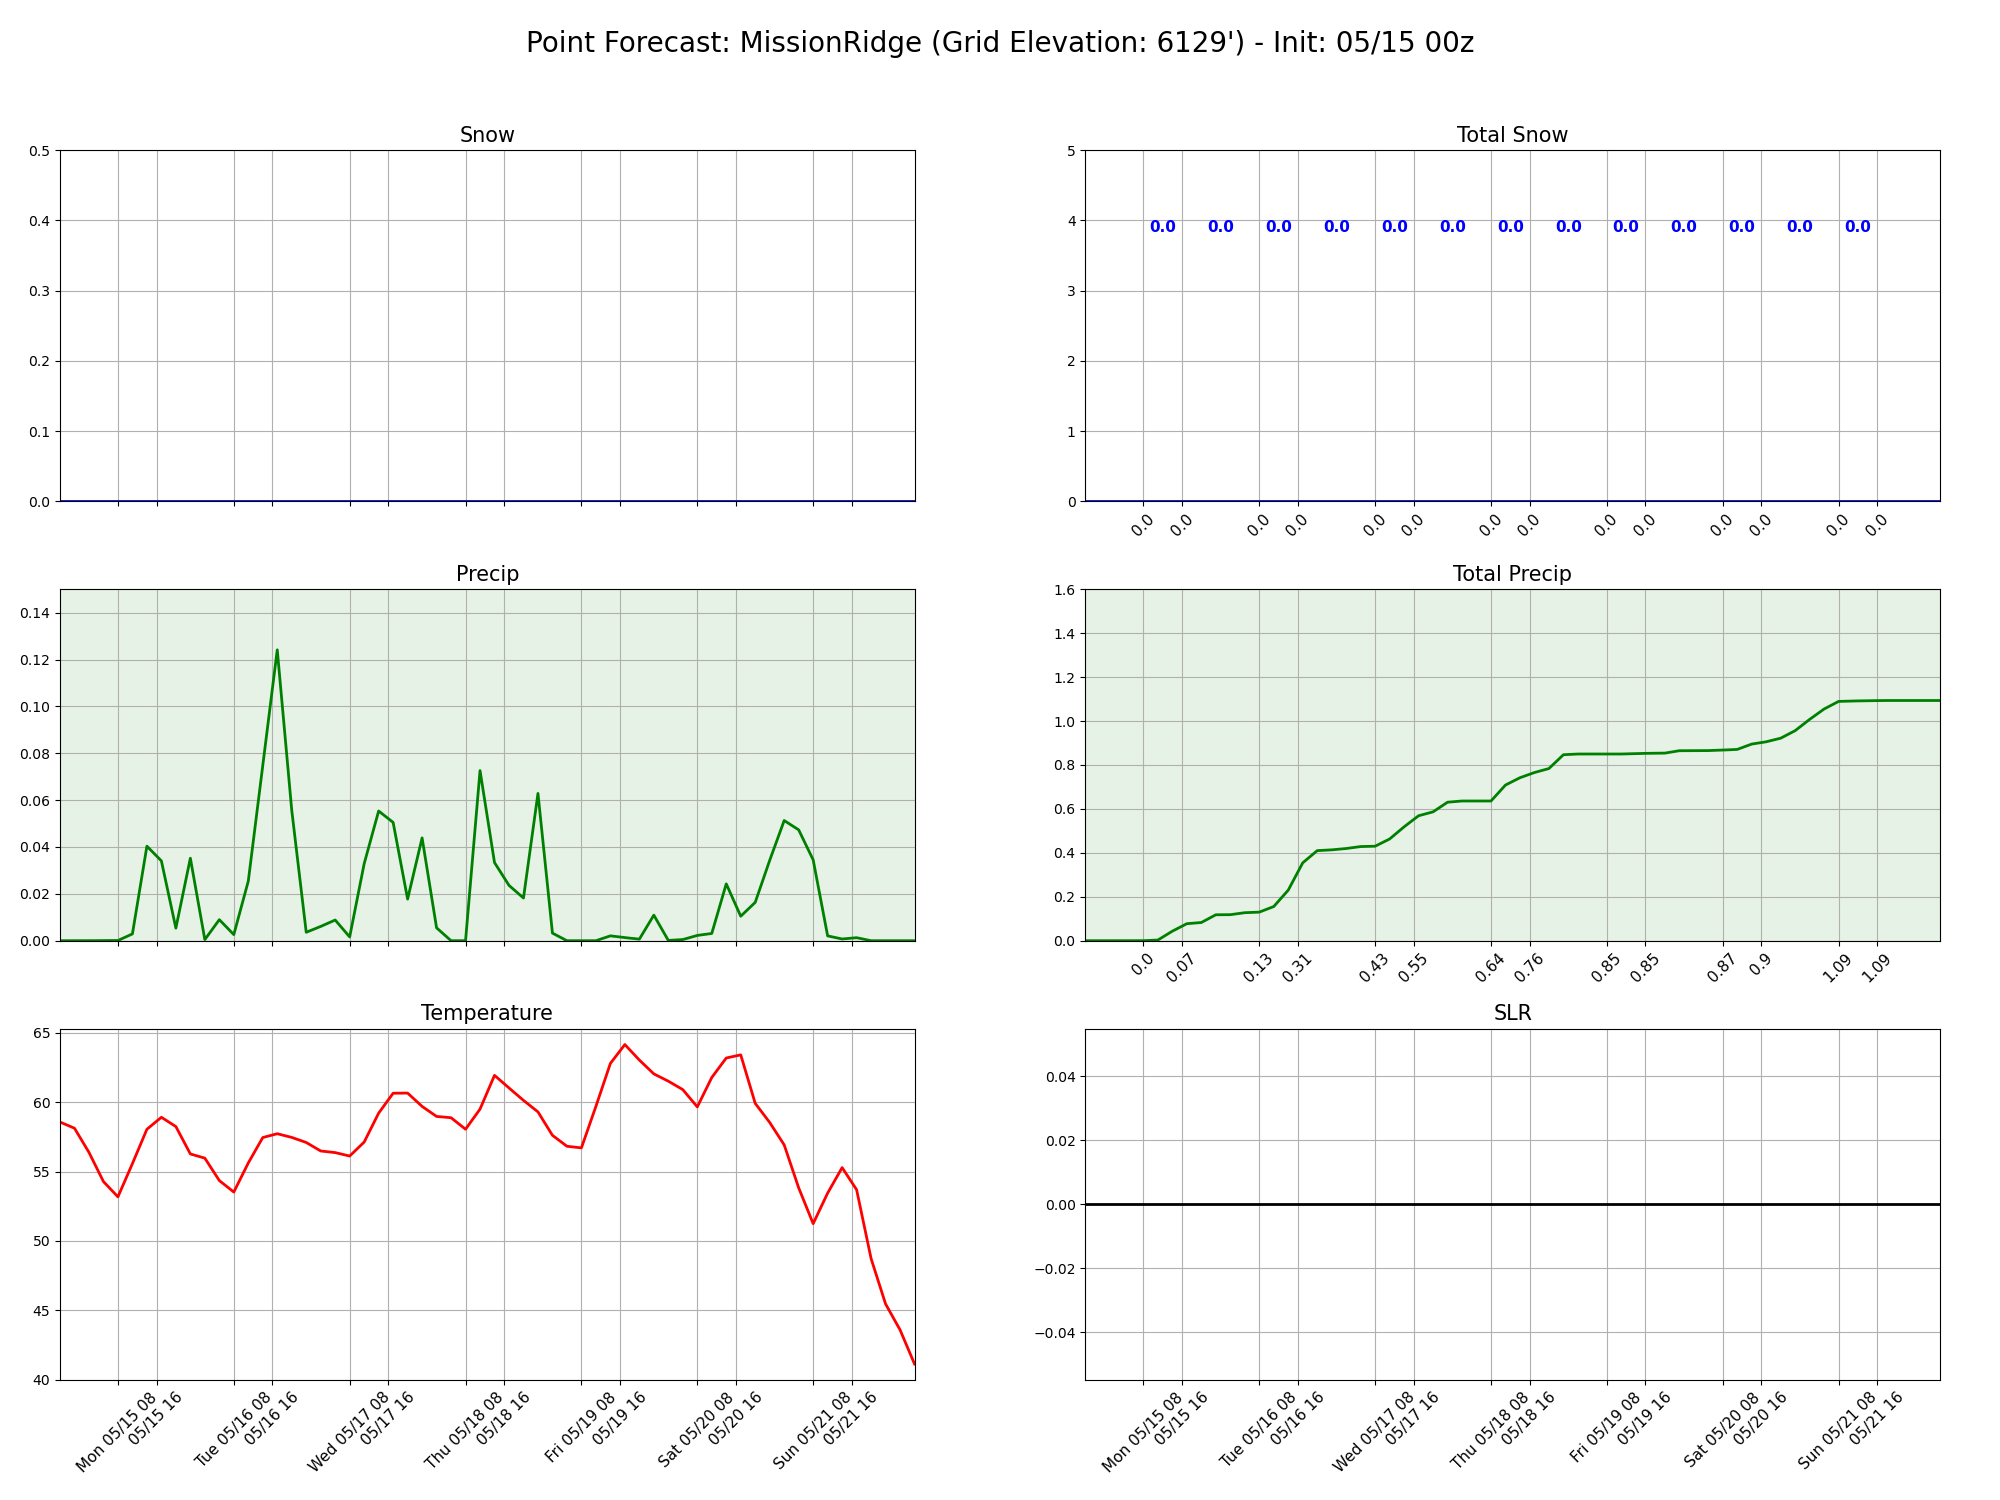 Point Forecast: MissionRidge (Grid Elevation: 6129') - Init: 05/15 00z
Snow
0.5
0.4
0.3
0.2
0.1
0.0
Total Snow
5
4
3
2
1
0
0.0 0.0 0.0 0.0 0.0 0.0 0.0 0.0 0.0 0.0 0.0 0.0 0.0
0.0 0.0 0.0 0.0 0.0 0.0 0.0 0.0 0.0 0.0 0.0 0.0 0.0 0.0
Precip
0.14
0.12
0.10
0.08
0.06
0.04
0.02
0.00
Total Precip
1.6
1.4
1.2
1.0
0.8
0.6
0.4
0.2
0.0
0.0 0.07 0.13 0.31 0.43 0.55 0.64 0.76 0.85 0.85 0.87 0.9 1.09 1.09
Temperature
65
60
55
50
45
40
Mon 05/15 08
05/15 16
Tue 05/16 08
05/16 16
Wed 05/17 08
05/17 16
Thu 05/18 08
05/18 16
Fri 05/19 08
05/19 16
Sat 05/20 08
05/20 16
Sun 05/21 08
05/21 16
SLR
0.04
0.02
0.00
−0.02
−0.04
Mon 05/15 08
05/15 16
Tue 05/16 08
05/16 16
Wed 05/17 08
05/17 16
Thu 05/18 08
05/18 16
Fri 05/19 08
05/19 16
Sat 05/20 08
05/20 16
Sun 05/21 08
05/21 16